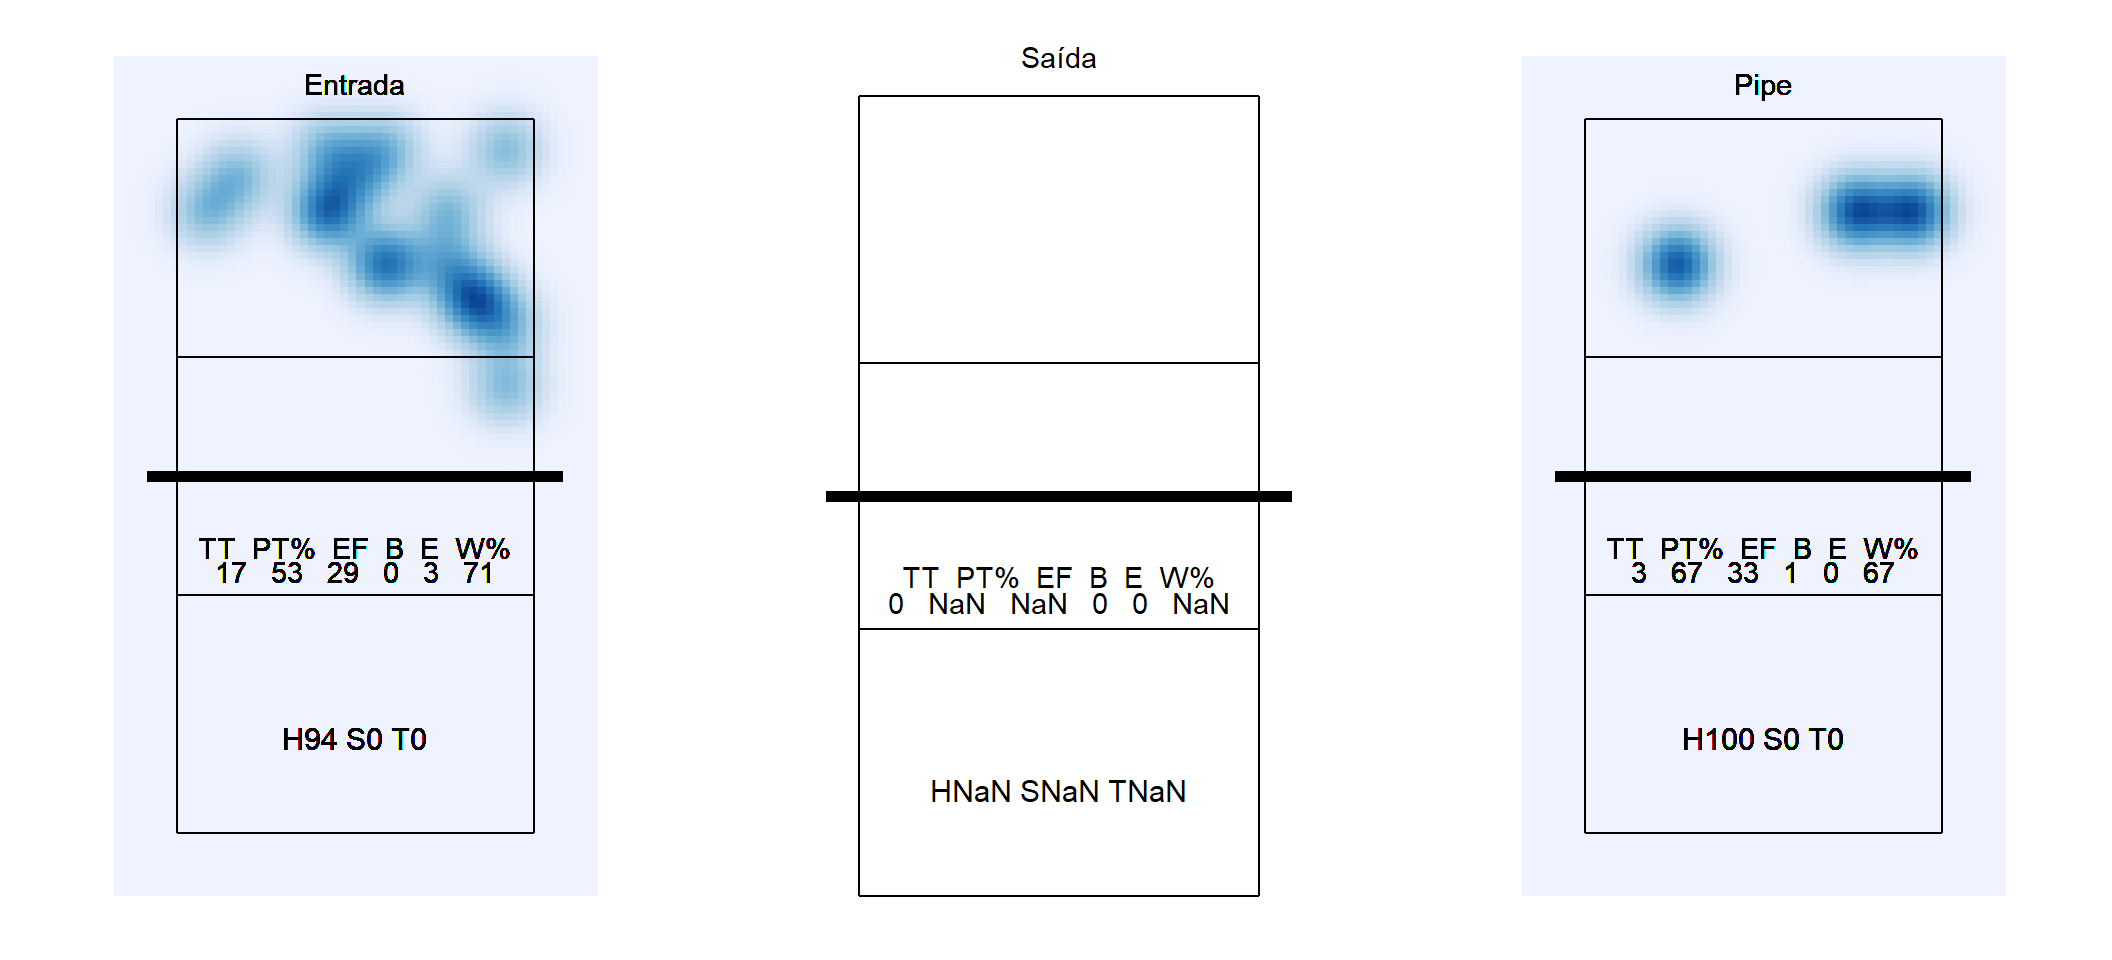 Entrada
TT PT% EF B E W%
17 53 29 0 3 71
H94 S0 T0
Saída
TT PT% EF B E W%
0 NaN NaN 0 0 NaN
HNaN SNaN TNaN
Pipe
TT PT% EF B E W%
3 67 33 1 0 67
H100 S0 T0